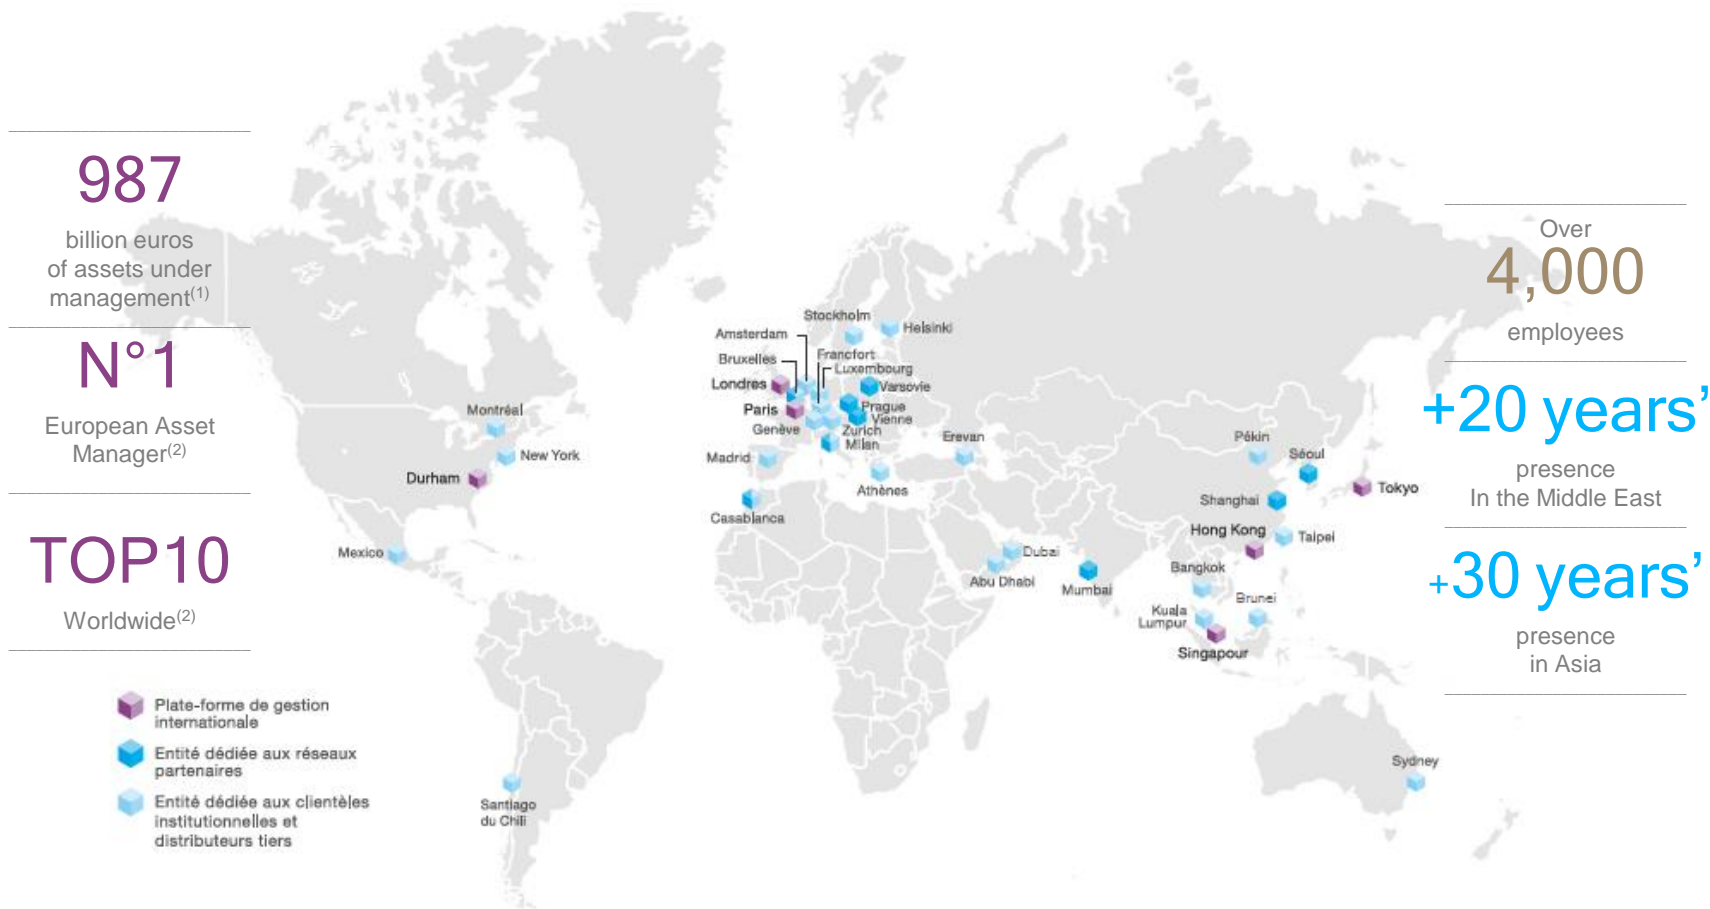 987
billion euros
of assets under
management(1)
N°1
European Asset
Manager(2)
TOP10
Worldwide(2)
Over
4,000
employees
+20 years’
presence
In the Middle East
+30 years’
presence
in Asia
Stockholm
Helsinki
Amsterdam
Bruxelles
Francfort
Luxembourg
Londres
Varsovie
Paris
Prague
Vienne
Genève
Zurich
Milan
Madrid
Athènes
Casablanca
Erevan
Montréal
New York
Durham
Mexico
Santiago
du Chili
Dubai
Abu Dhabi
Mumbai
Pékin
Séoul
Tokyo
Shanghai
Hong Kong
Taipei
Bangkok
Brunei
Kuala
Lumpur
Singapour
Sydney
Plate-forme de gestion
internationale
Entité dédiée aux réseaux
partenaires
Entité dédiée aux clientèles
institutionnelles et
distributeurs tiers